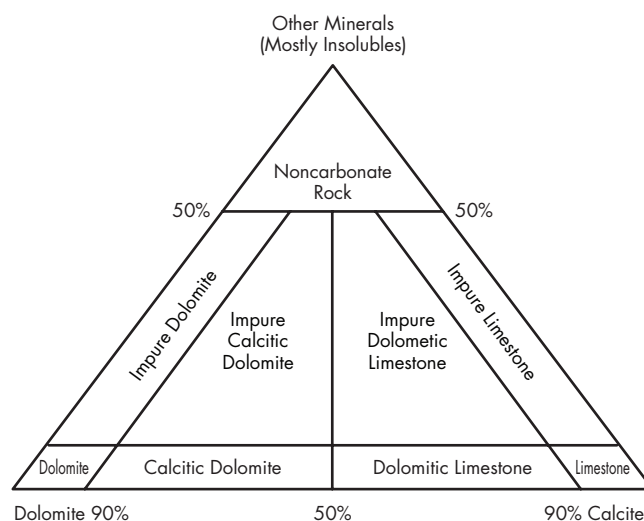 Other Minerals
(Mostly Insolubles)
Noncarbonate
Rock
50%
50%
Impure Dolomite
Impure
Calcitic
Dolomite
Impure
Dolometic
Limestone
Impure Limestone
Dolomite
Calcitic Dolomite
Dolomitic Limestone
Limestone
Dolomite 90%
50%
90% Calcite